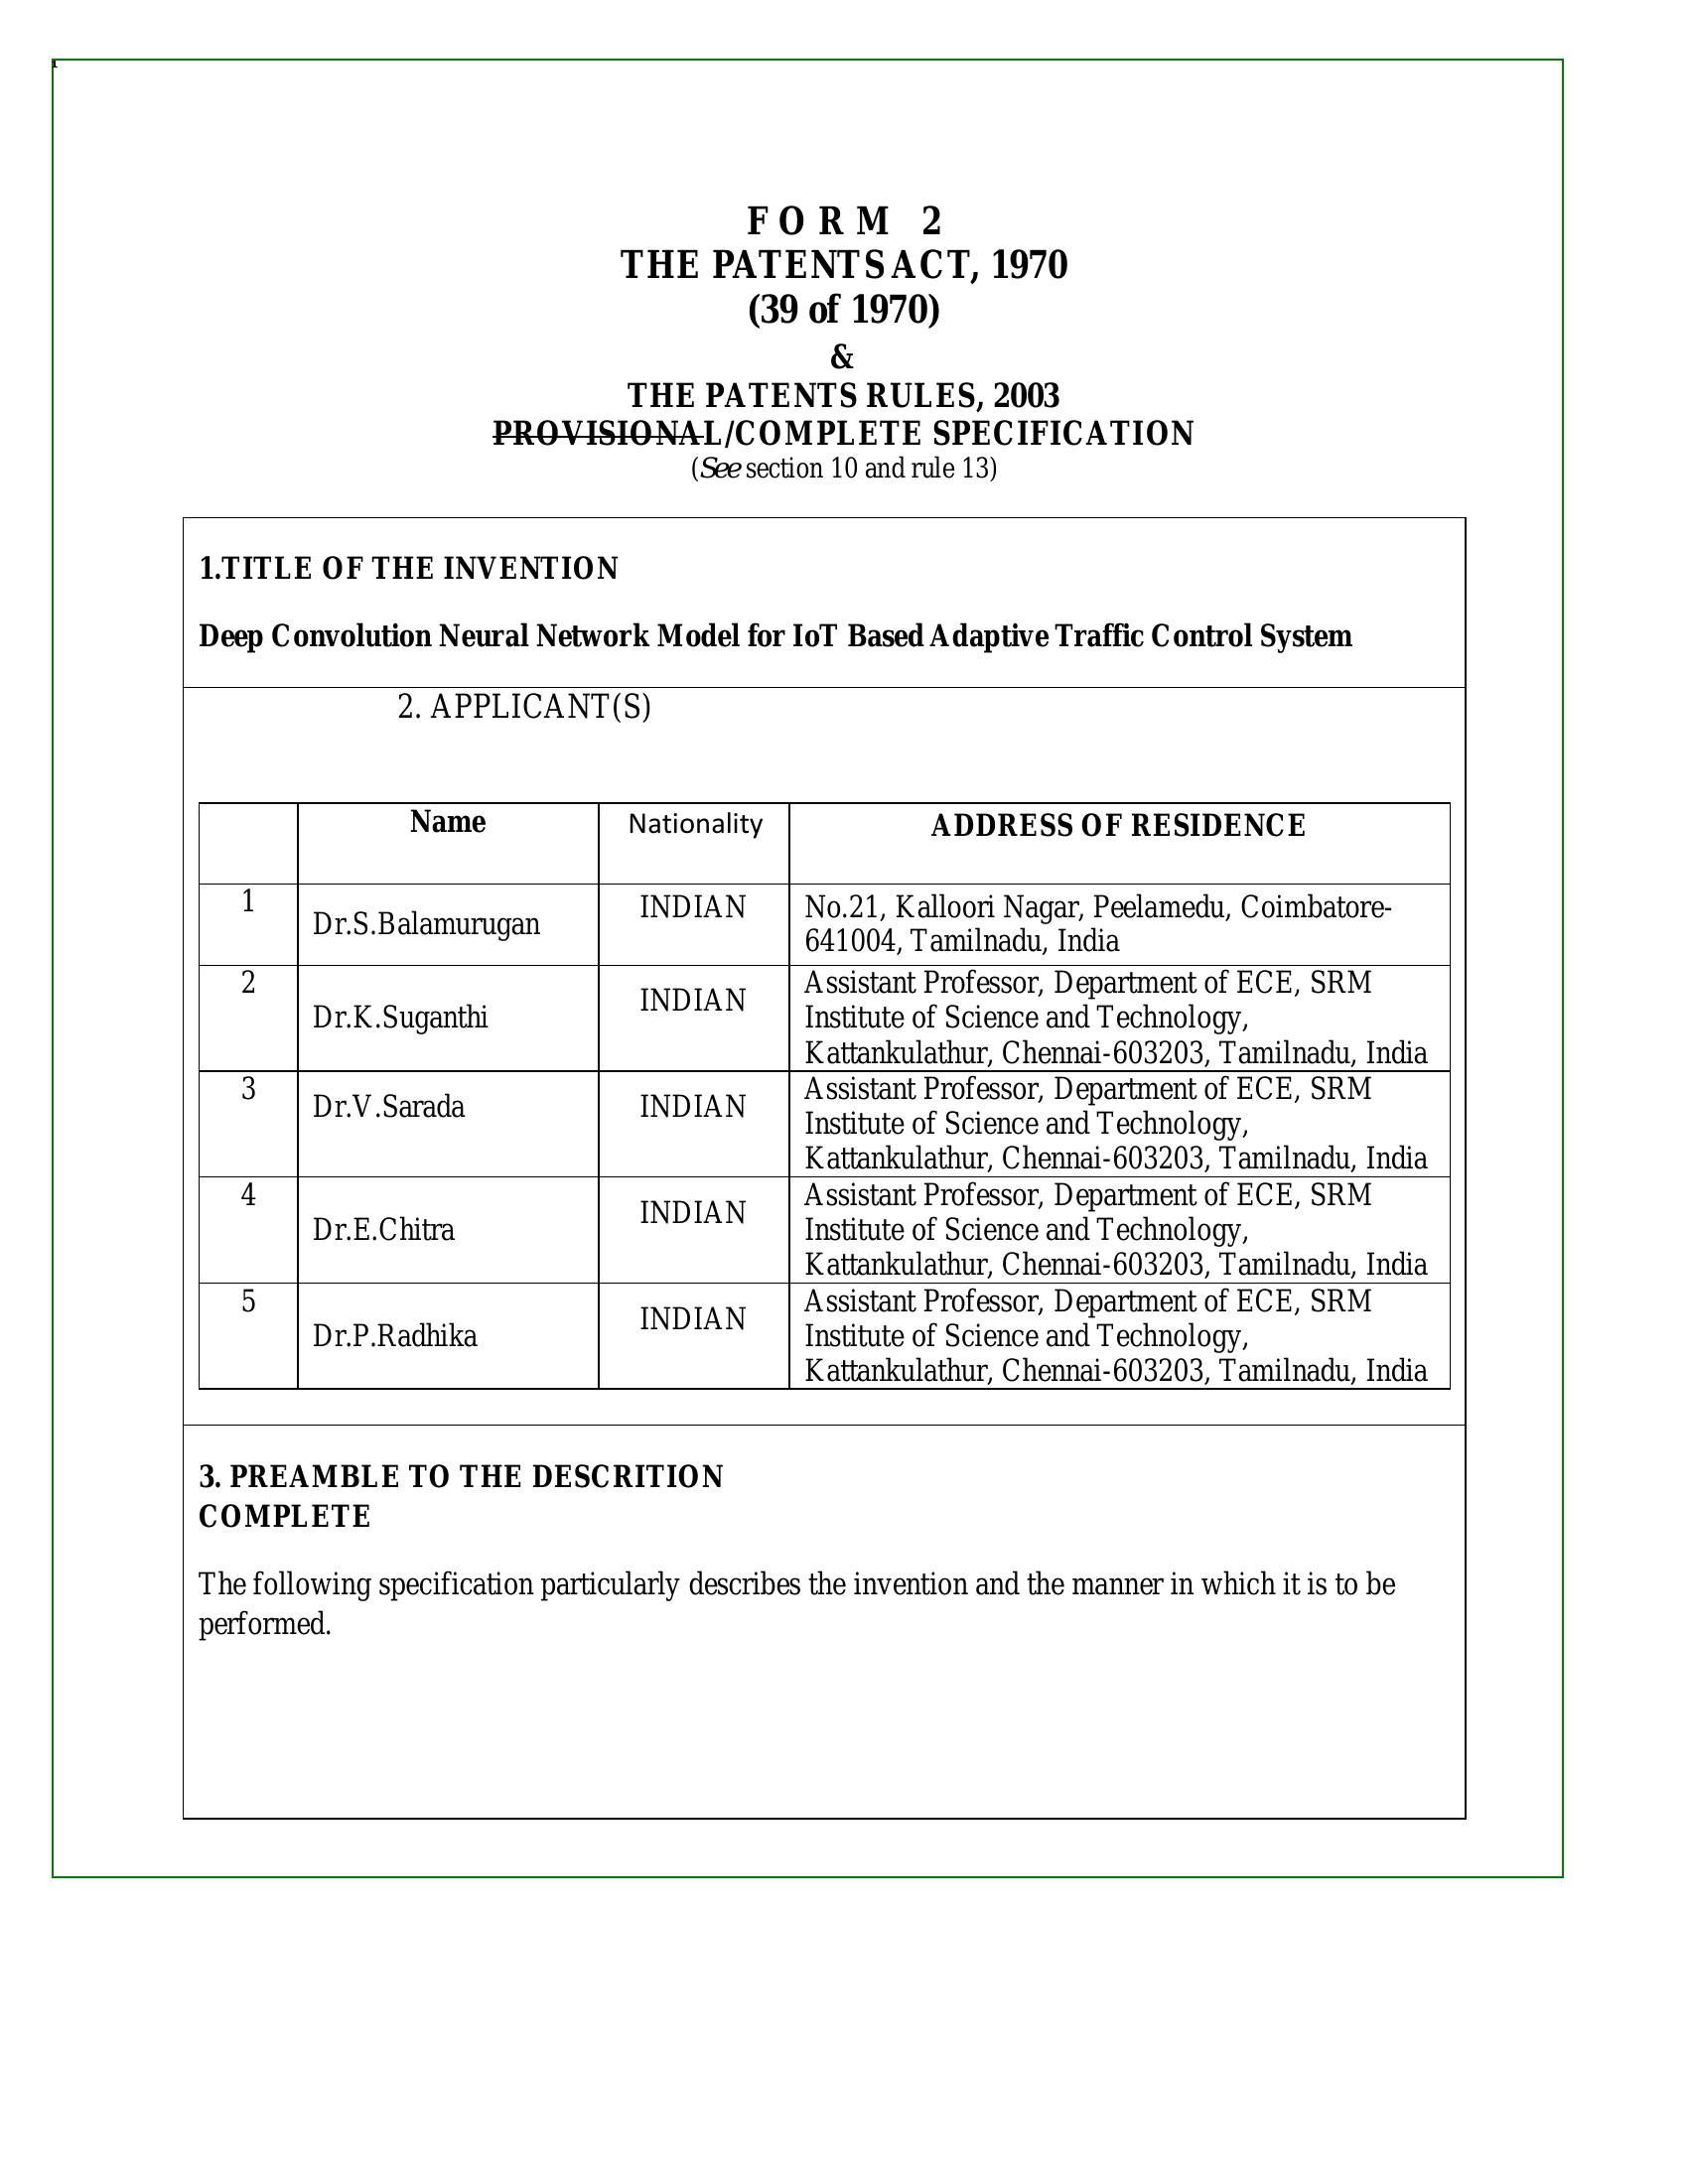 1
FORM 2
THE PATENTS ACT, 1970
(39 of 1970)
&
THE PATENTS RULES, 2003
PROVISIONAL/COMPLETE SPECIFICATION
(See section 10 and rule 13)
1.TITLE OF THE INVENTION
Deep Convolution Neural Network Model for IoT Based Adaptive Traffic Control System
2. APPLICANT(S)
Name Nationality ADDRESS OF RESIDENCE
1 Dr.S.Balamurugan INDIAN No.21, Kalloori Nagar, Peelamedu, Coimbatore-
641004, Tamilnadu, India
2 Dr.K.Suganthi INDIAN Assistant Professor, Department of ECE, SRM
Institute of Science and Technology,
Kattankulathur, Chennai-603203, Tamilnadu, India
3 Dr.V.Sarada INDIAN Assistant Professor, Department of ECE, SRM
Institute of Science and Technology,
Kattankulathur, Chennai-603203, Tamilnadu, India
4 Dr.E.Chitra INDIAN Assistant Professor, Department of ECE, SRM
Institute of Science and Technology,
Kattankulathur, Chennai-603203, Tamilnadu, India
5 Dr.P.Radhika INDIAN Assistant Professor, Department of ECE, SRM
Institute of Science and Technology,
Kattankulathur, Chennai-603203, Tamilnadu, India
3. PREAMBLE TO THE DESCRITION
COMPLETE
The following specification particularly describes the invention and the manner in which it is to be
performed.